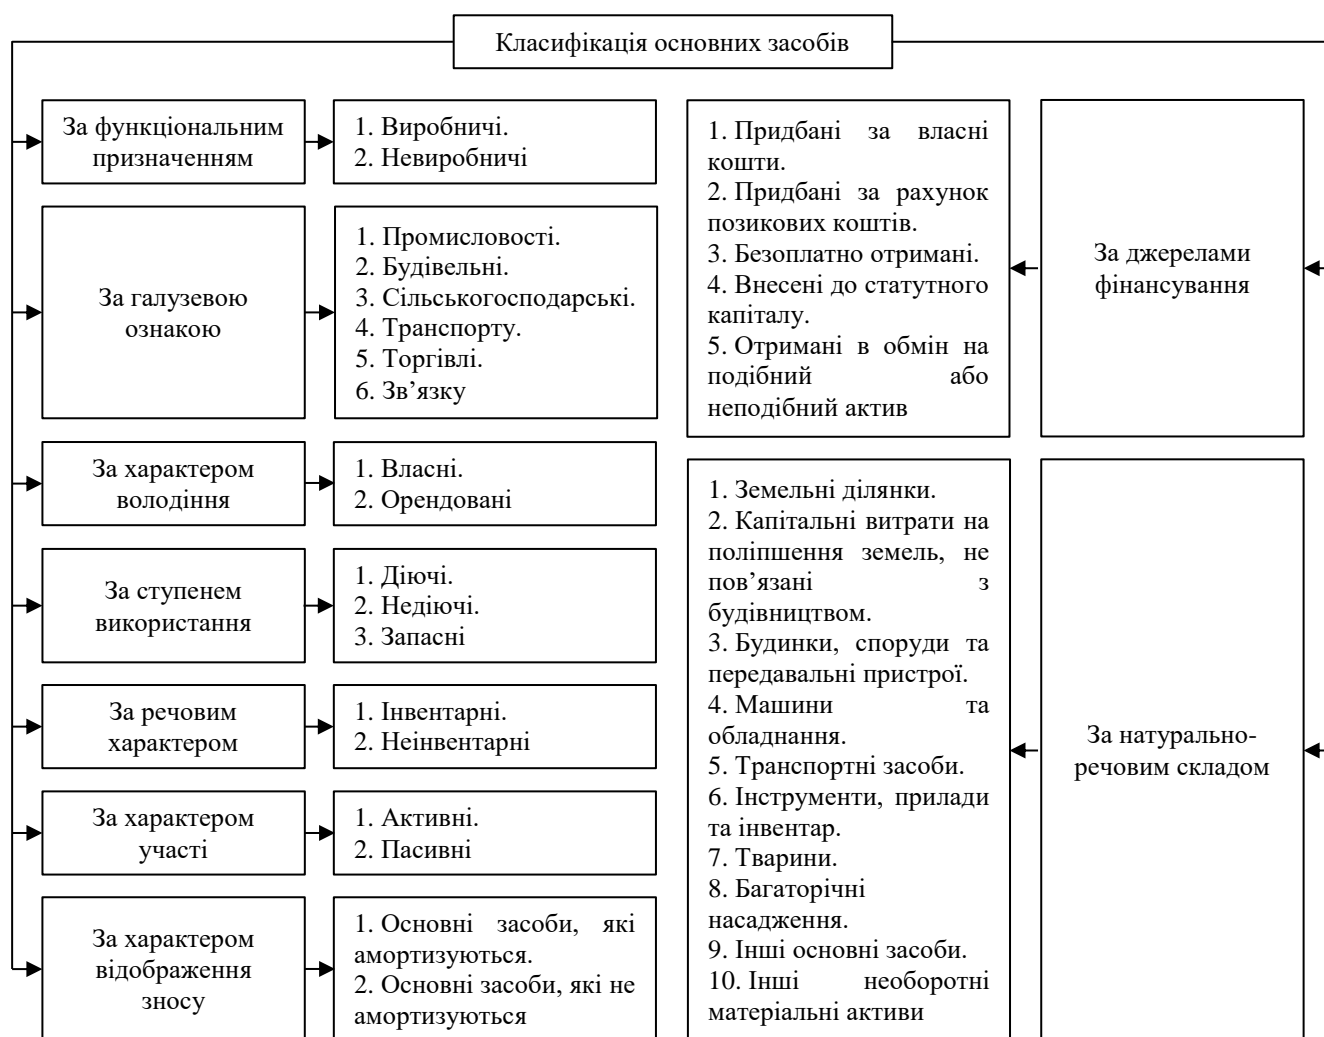 Класифікація основних засобів
За функціональним
призначенням
1. Виробничі.
2. Невиробничі
За галузевою
ознакою
1. Промисловості.
2. Будівельні.
3. Сільськогосподарські.
4. Транспорту.
5. Торгівлі.
6. Зв’язку
За характером
володіння
1. Власні.
2. Орендовані
За ступенем
використання
1. Діючі.
2. Недіючі.
3. Запасні
За речовим
характером
1. Інвентарні.
2. Неінвентарні
За характером
участі
1. Активні.
2. Пасивні
За характером
відображення
зносу
1. Основні засоби, які
амортизуються.
2. Основні засоби, які не
амортизуються
1. Придбані за власні
кошти.
2. Придбані за рахунок
позикових коштів.
3. Безоплатно отримані.
4. Внесені до статутного
капіталу.
5. Отримані в обмін на
подібний або
неподібний актив
За джерелами
фінансування
1. Земельні ділянки.
2. Капітальні витрати на
поліпшення земель, не
пов’язані з
будівництвом.
3. Будинки, споруди та
передавальні пристрої.
4. Машини та
обладнання.
5. Транспортні засоби.
6. Інструменти, прилади
та інвентар.
7. Тварини.
8. Багаторічні
насадження.
9. Інші основні засоби.
10. Інші необоротні
матеріальні активи
За натурально-
речовим складом